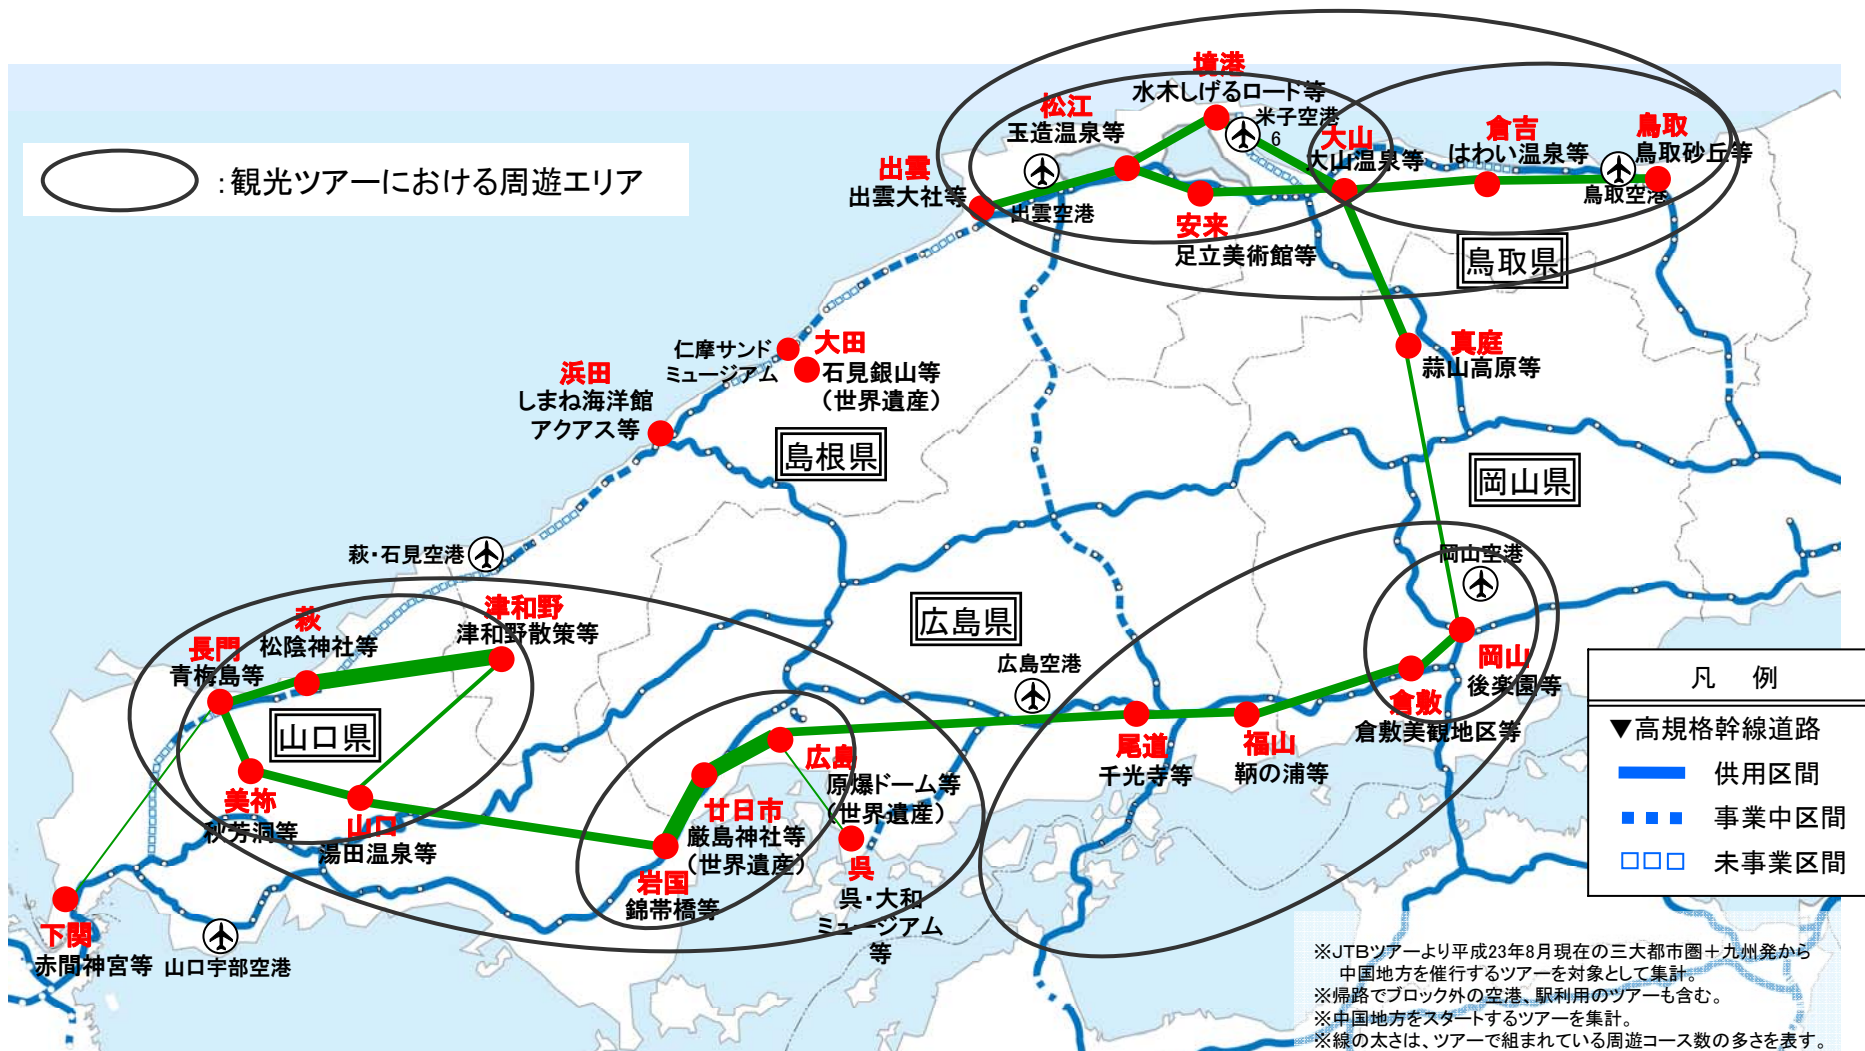 ：観光ツアーにおける周遊エリア
境港
水木しげるロード等
米子空港
6
松江
玉造温泉等
大山
大山温泉等
倉吉
はわい温泉等
鳥取
鳥取砂丘等
鳥取空港
出雲
出雲大社等
出雲空港
安来
足立美術館等
鳥取県
真庭
蒜山高原等
仁摩サンド
ミュージアム
大田
石見銀山等
（世界遺産）
浜田
しまね海洋館
アクアス等
島根県
岡山県
萩・石見空港
岡山空港
広島県
広島空港
津和野
津和野散策等
萩
松陰神社等
長門
青梅島等
山口県
美祢
秋芳洞等
山口
湯田温泉等
岡山
後楽園等
倉敷
倉敷美観地区等
福山
鞆の浦等
尾道
千光寺等
広島
原爆ドーム等
（世界遺産）
廿日市
厳島神社等
（世界遺産）
岩国
錦帯橋等
呉
呉・大和
ミュージアム
等
下関
赤間神宮等
山口宇部空港
凡　例
▼高規格幹線道路
供用区間
事業中区間
未事業区間
※JTBツアーより平成23年8月現在の三大都市圏＋九州発から
中国地方を催行するツアーを対象として集計。
※帰路でブロック外の空港、駅利用のツアーも含む。
※中国地方をスタートするツアーを集計。
※線の太さは、ツアーで組まれている周遊コース数の多さを表す。